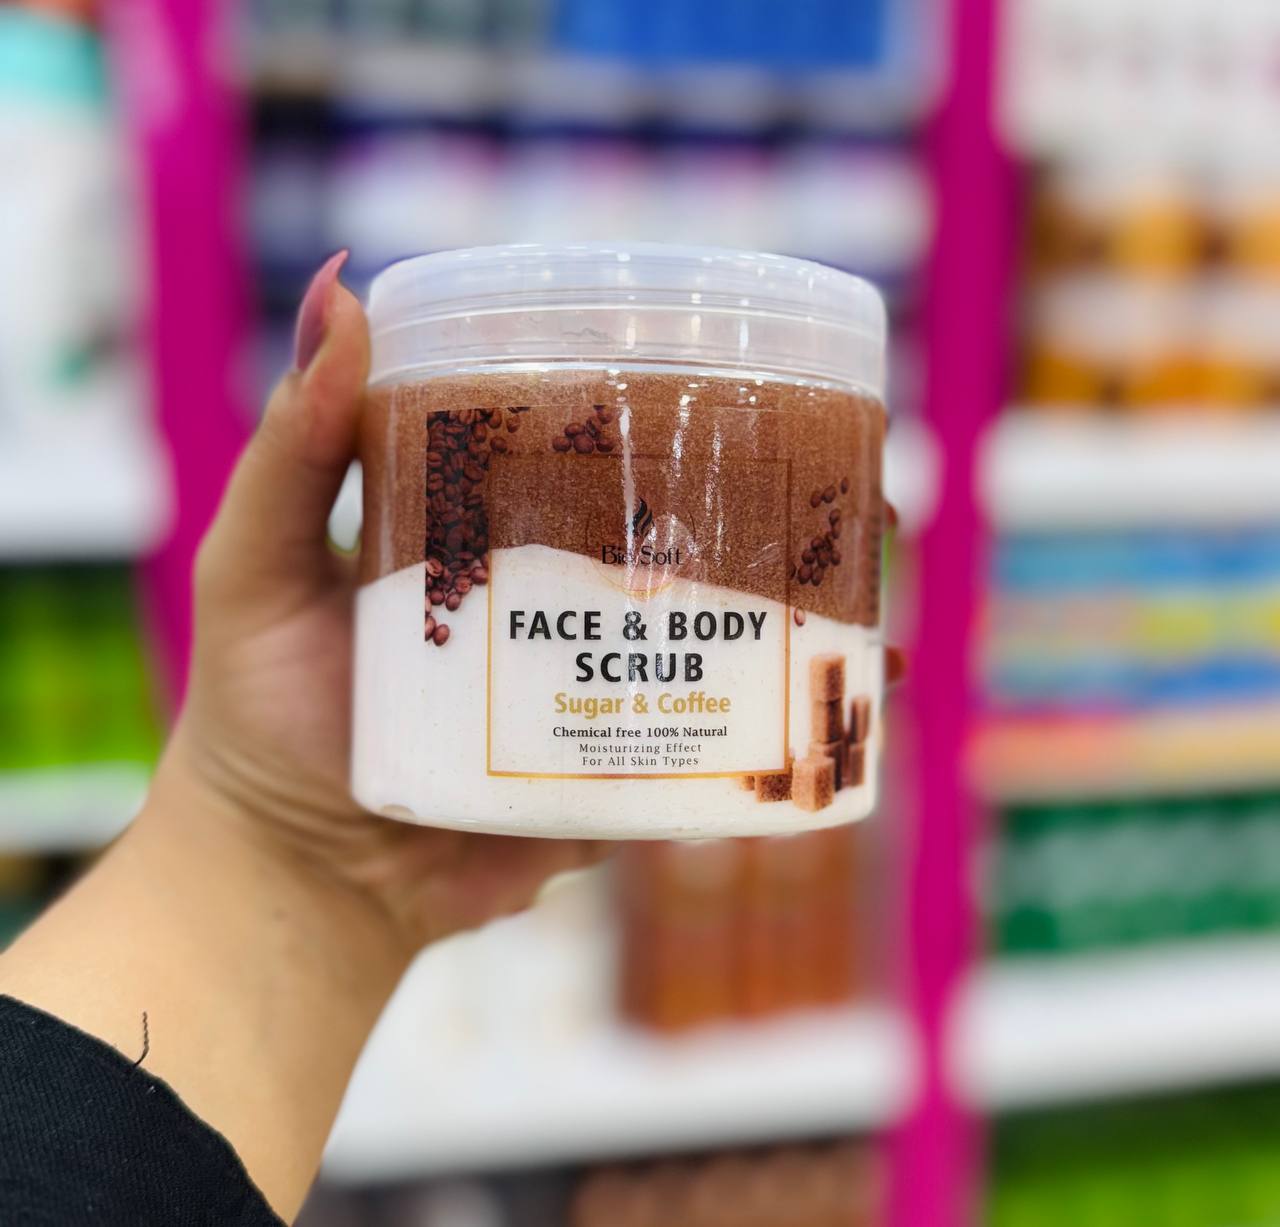 Bio Soft
FACE & BODY
SCRUB
Sugar & Coffee
Chemical free 100% Natural
Moisturizing Effect
For All Skin Types